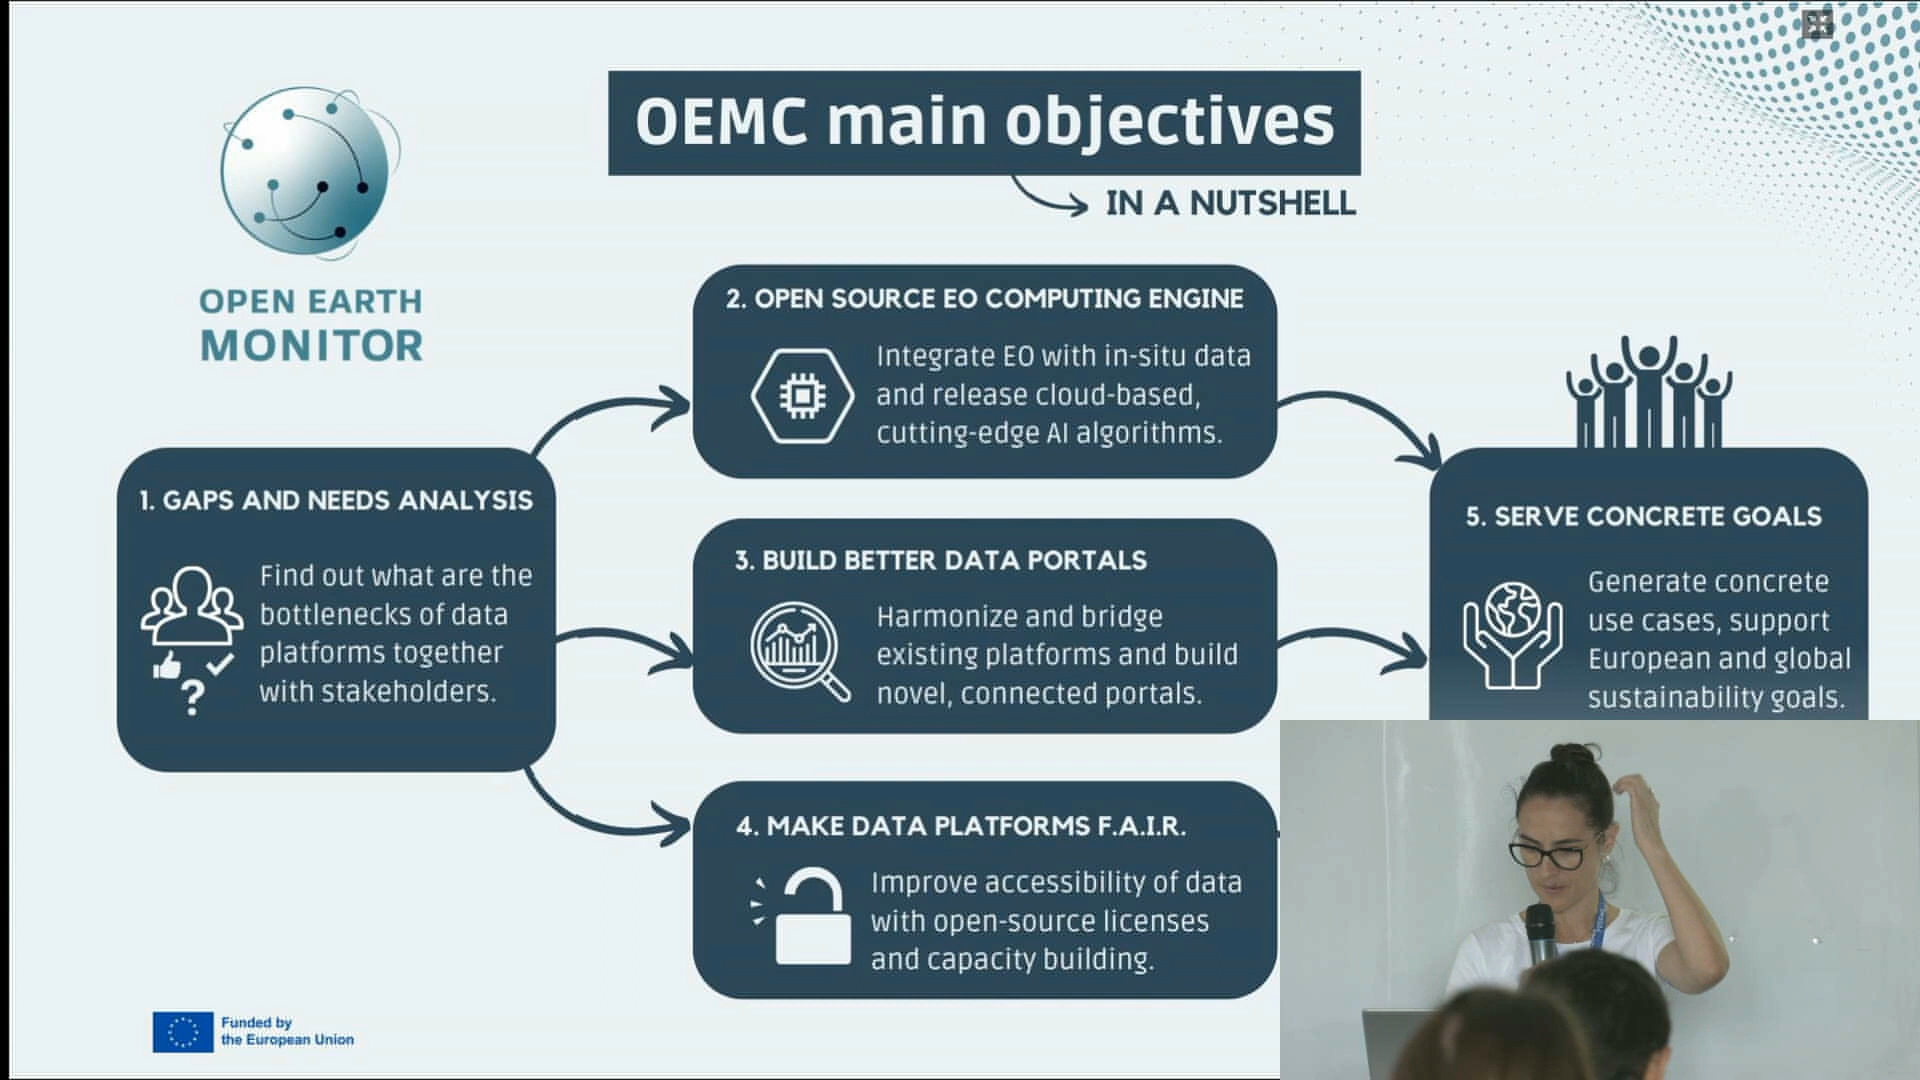 OEMC main objectives
IN A NUTSHELL
OPEN EARTH
MONITOR
1. GAPS AND NEEDS ANALYSIS
Find out what are the
bottlenecks of data
platforms together
with stakeholders.
2. OPEN SOURCE EO COMPUTING ENGINE
Integrate EO with in-situ data
and release cloud-based,
cutting-edge AI algorithms.
3. BUILD BETTER DATA PORTALS
Harmonize and bridge
existing platforms and build
novel, connected portals.
4. MAKE DATA PLATFORMS F.A.I.R.
Improve accessibility of data
with open-source licenses
and capacity building.
5. SERVE CONCRETE GOALS
Generate concrete
use cases, support
European and global
sustainability goals.
Funded by
the European Union